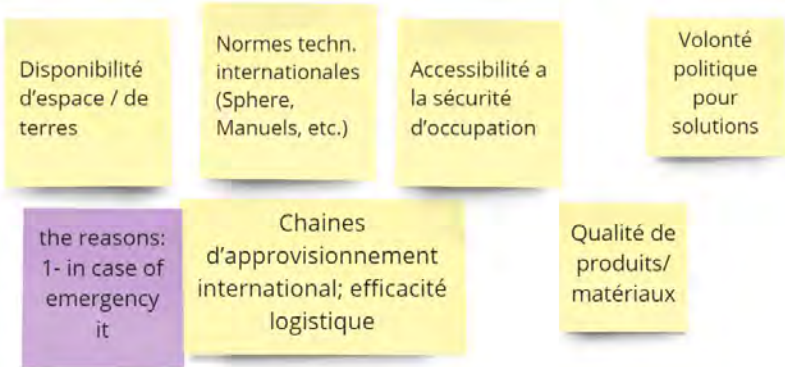 Disponibilité
d'espace / de
terres
Normes techn.
internationales
(Sphere,
Manuels, etc.)
Accessibilité a
la sécurité
d'occupation
Volonté
politique
pour
solutions
the reasons:
1- in case of
emergency
it
Chaines
d'approvisionnement
international; efficacité
logistique
Qualité de
produits/
matériaux